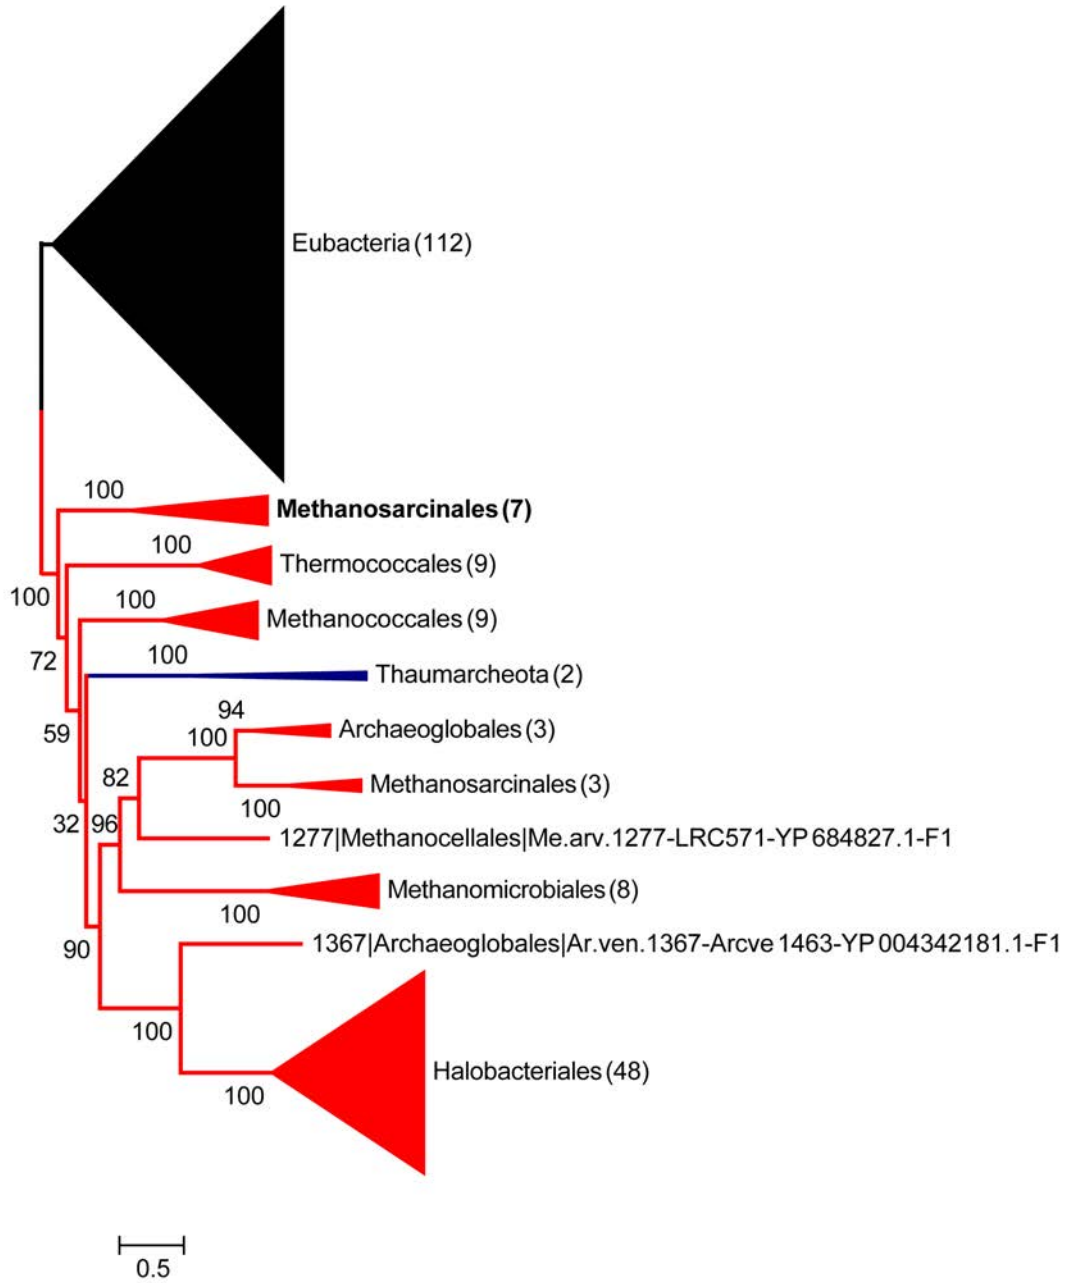 Eubacteria (112)
100
Methanosarcinales (7)
100
Thermococcales (9)
100
100
Methanococcales (9)
72
100
Thaumarcheota (2)
94
59
100
Archaeoglobales (3)
82
Methanosarcinales (3)
100
32
96
1277|Methanocellales|Me.arv.1277-LRC571-YP 684827.1-F1
Methanomicrobiales (8)
100
90
1367|Archaeoglobales|Ar.ven.1367-Arcve 1463-YP 004342181.1-F1
100
Halobacteriales (48)
100
0.5